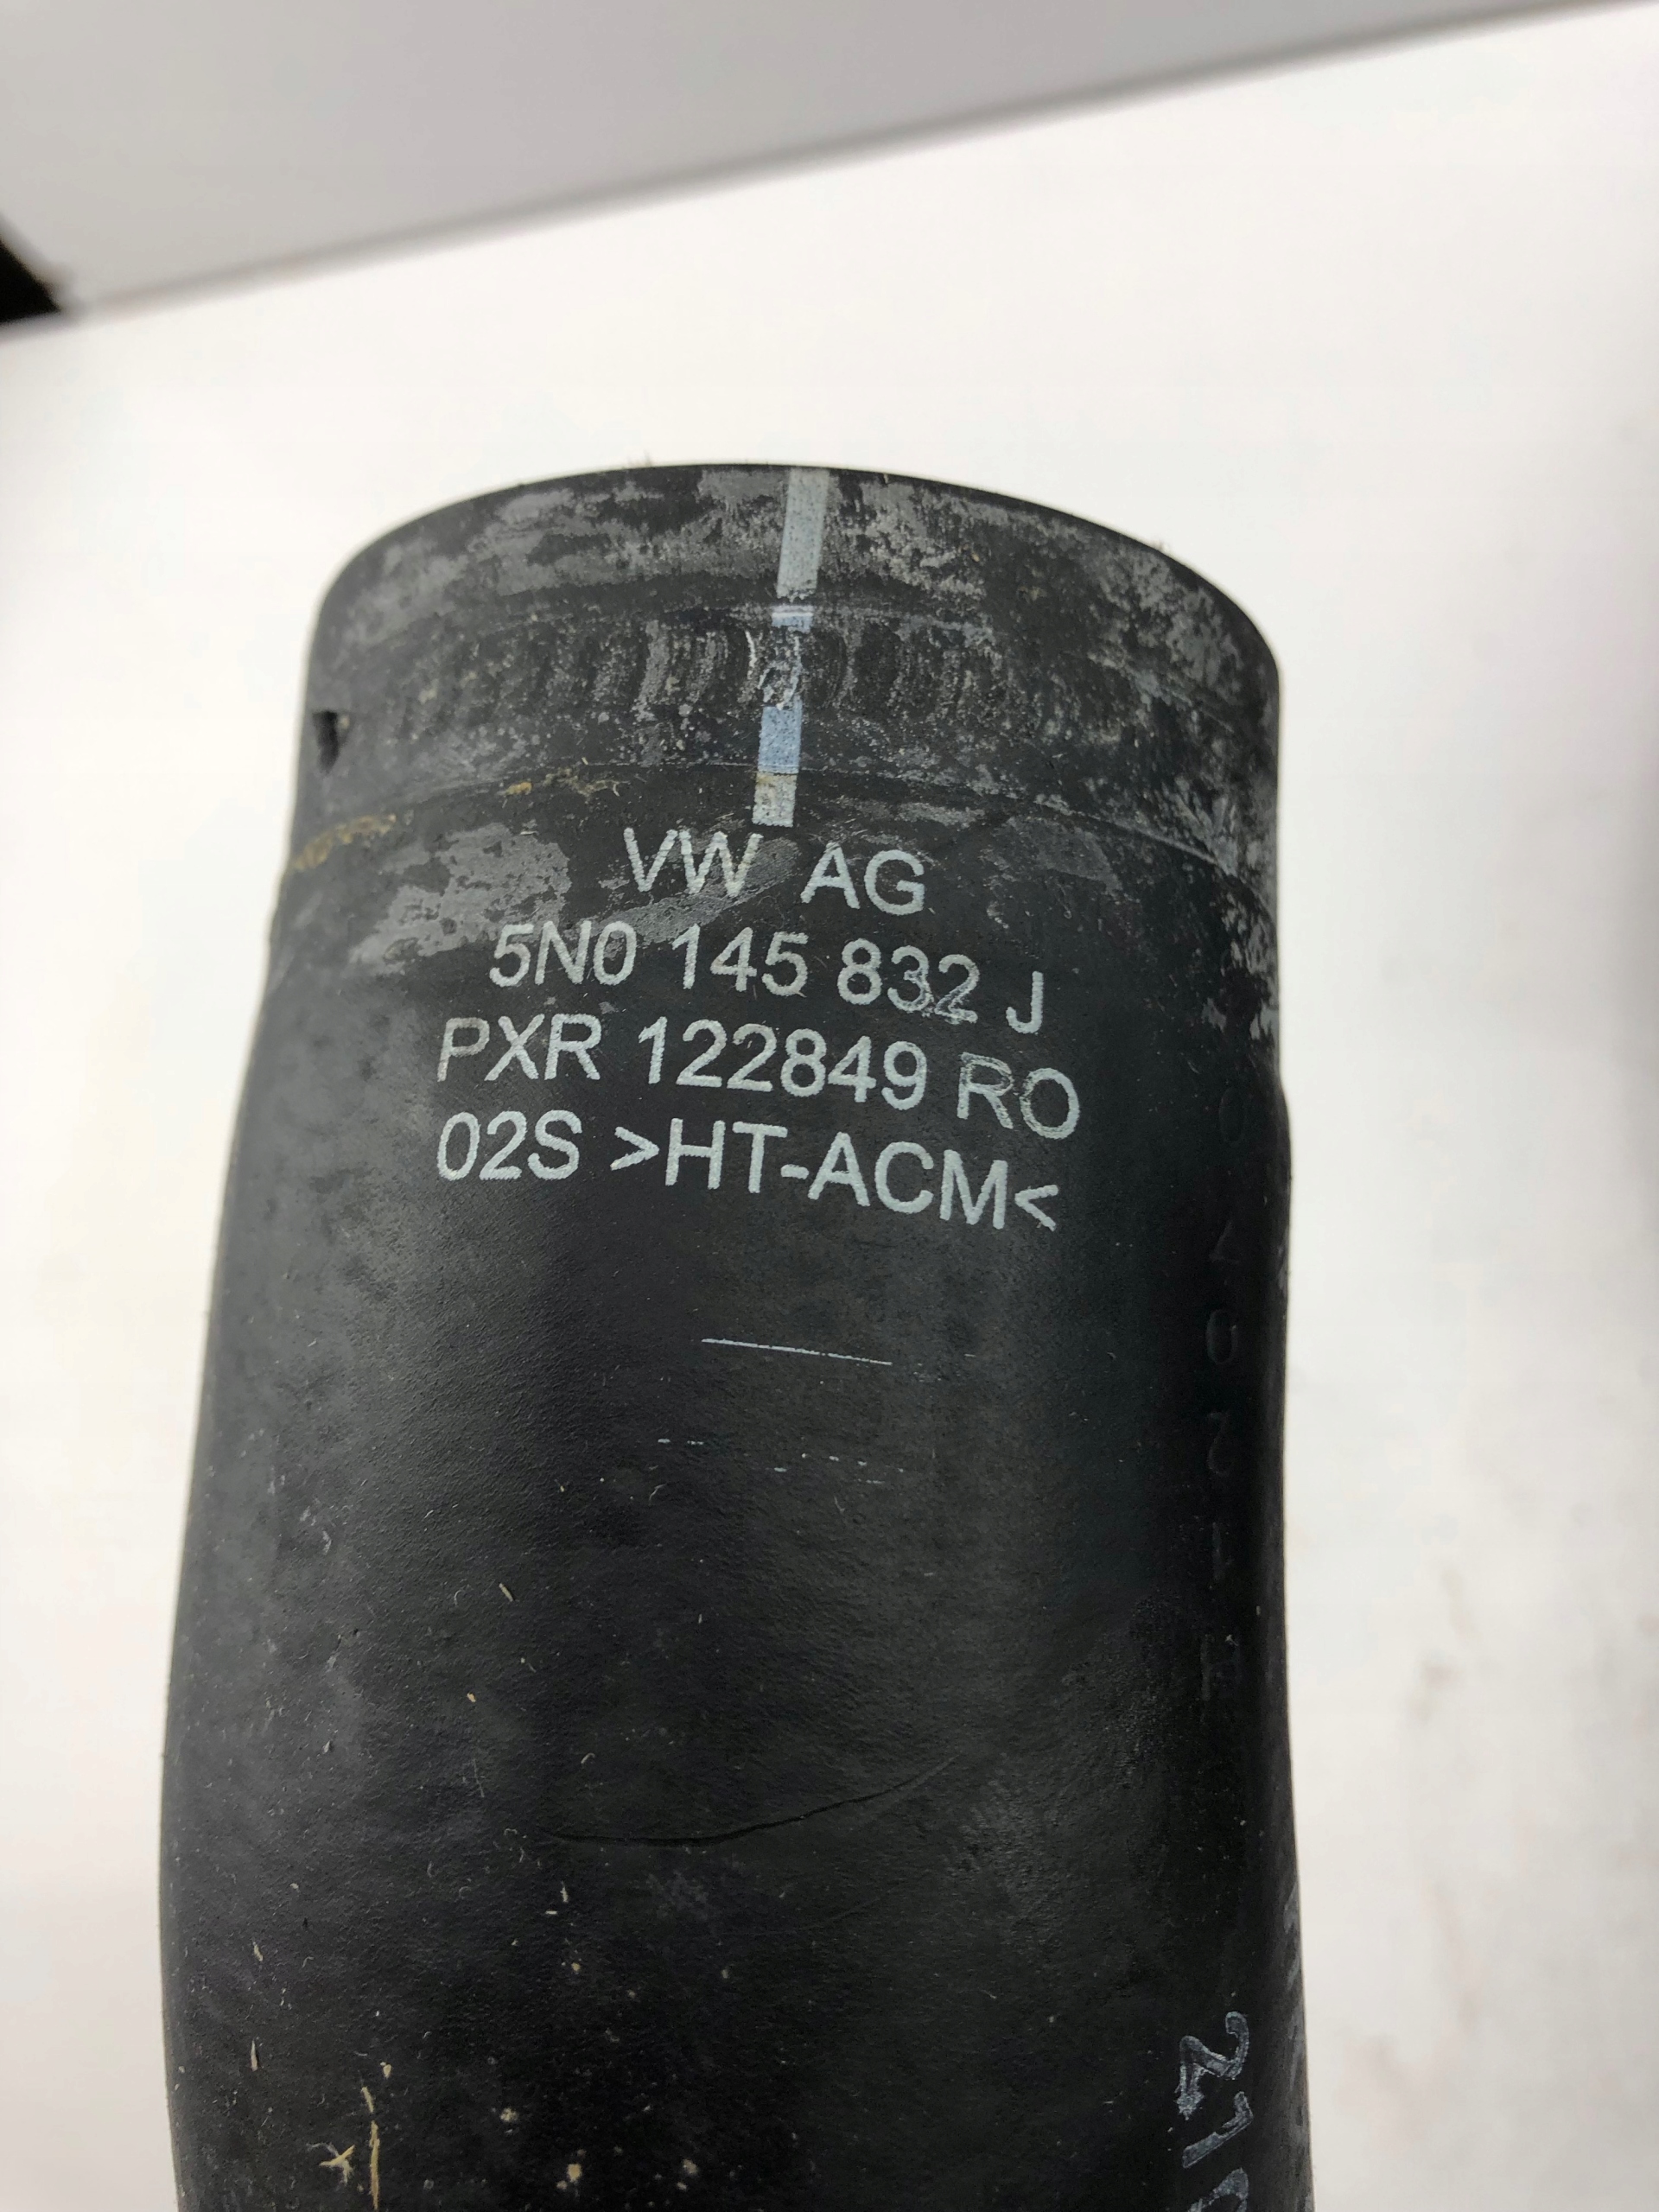 VW AG
5N0 145 832 J
PXR 122849 RO
02S >HT-ACM<